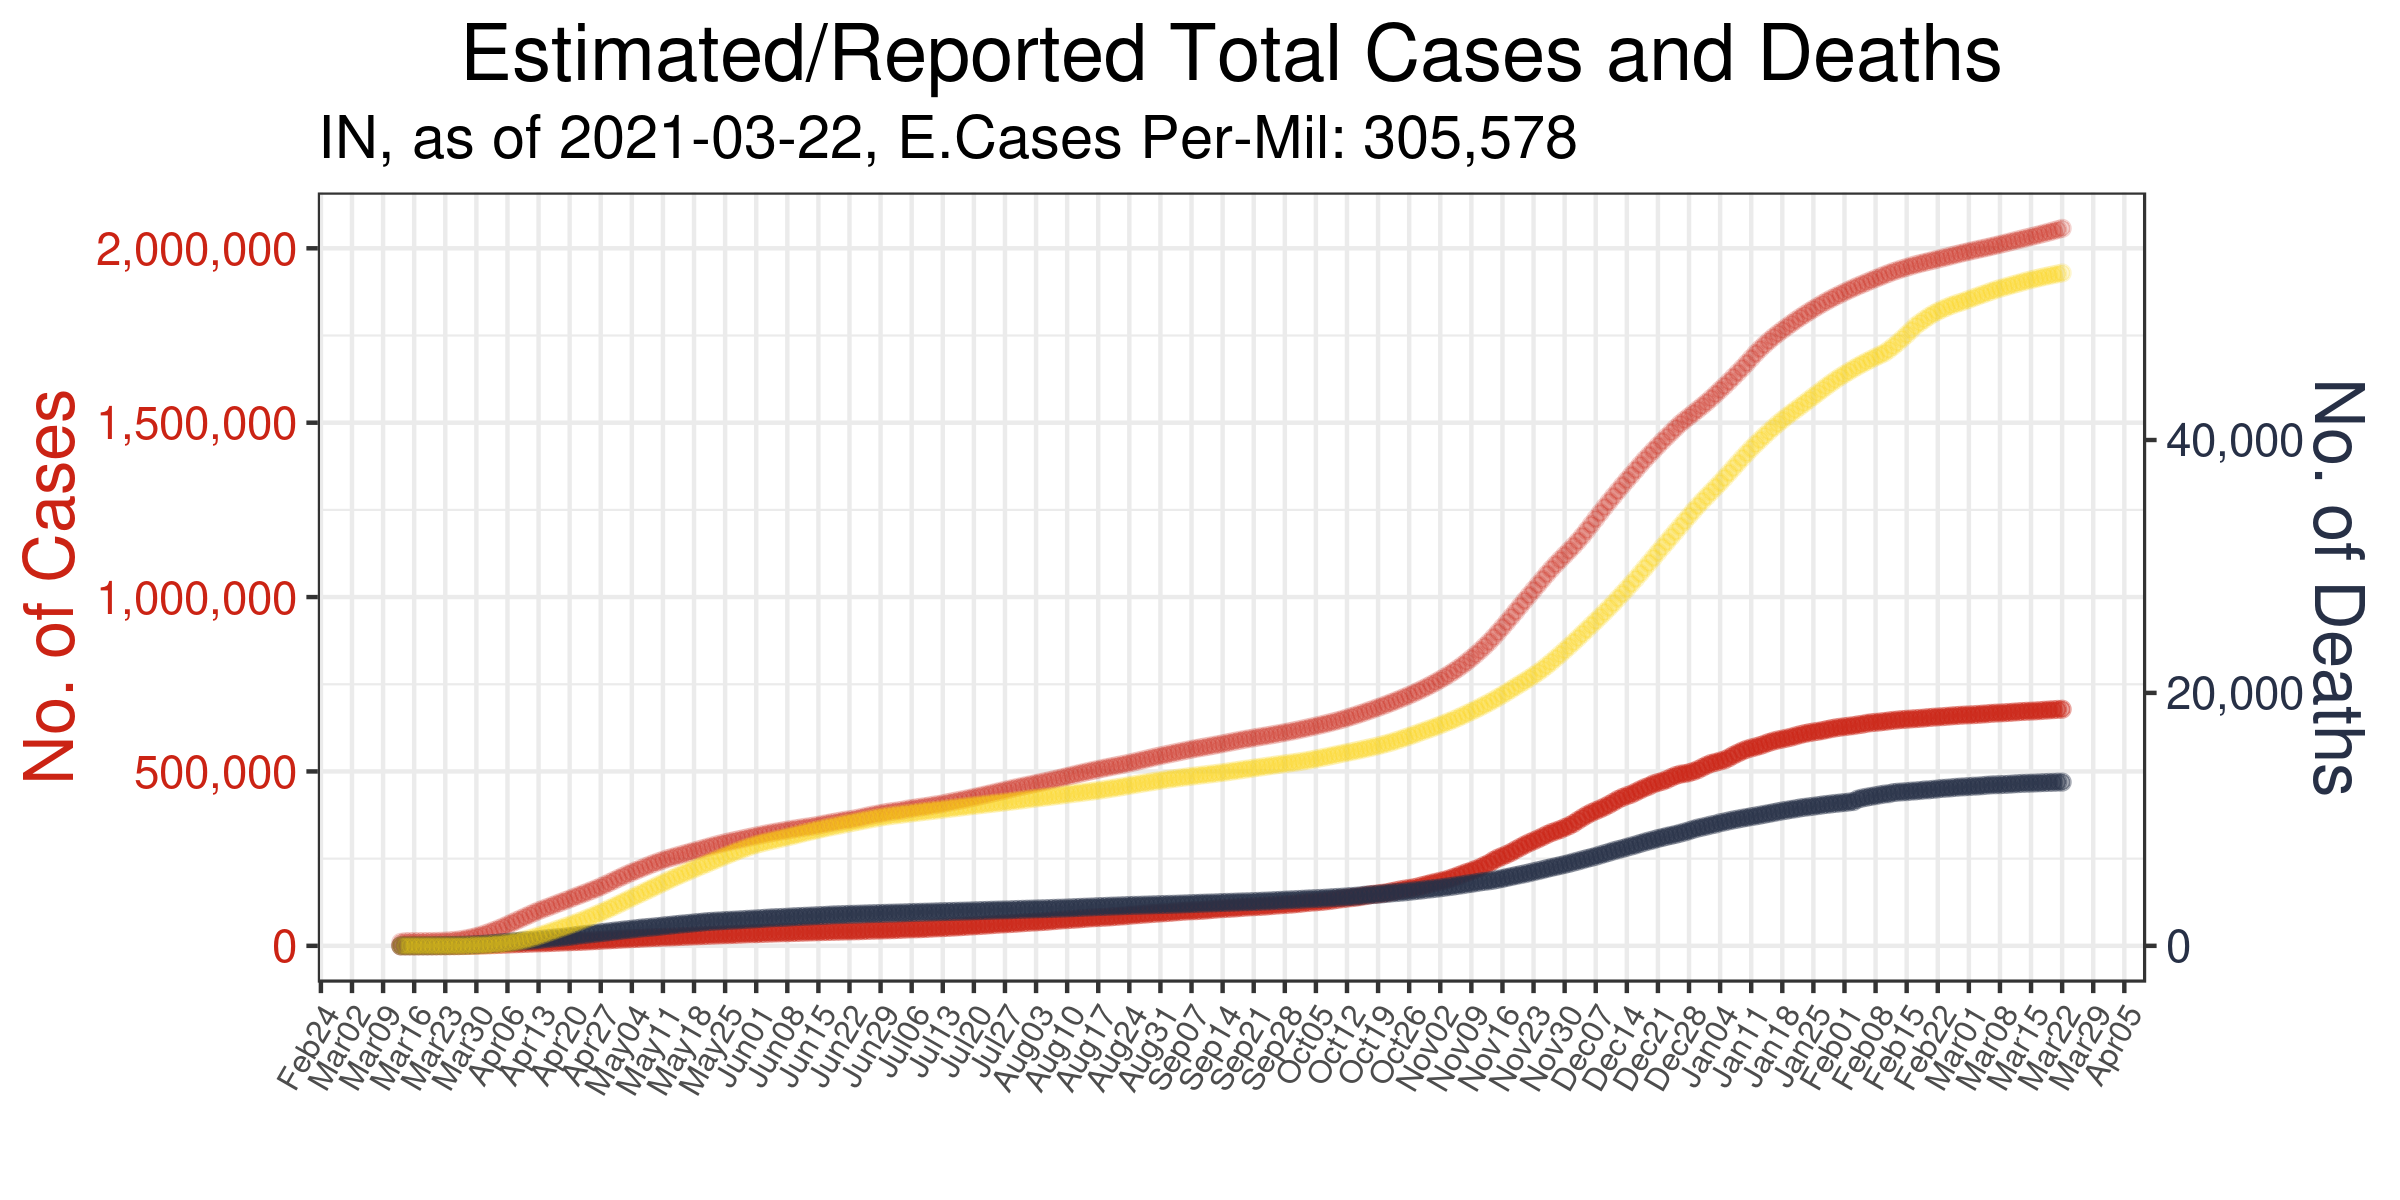 Estimated/Reported Total Cases and Deaths
IN, as of 2021-03-22, E.Cases Per-Mil: 305,578
No. of Cases
2,000,000
1,500,000
1,000,000
500,000
0
No. of Deaths
40,000
20,000
0
Feb24
Mar02
Mar09
Mar16
Mar23
Mar30
Apr06
Apr13
Apr20
Apr27
May04
May11
May18
May25
Jun01
Jun08
Jun15
Jun22
Jun29
Jul06
Jul13
Jul20
Jul27
Aug03
Aug10
Aug17
Aug24
Aug31
Sep07
Sep14
Sep21
Sep28
Oct05
Oct12
Oct19
Oct26
Nov02
Nov09
Nov16
Nov23
Nov30
Dec07
Dec14
Dec21
Dec28
Jan04
Jan11
Jan18
Jan25
Feb01
Feb08
Feb15
Feb22
Mar01
Mar08
Mar15
Mar22
Mar29
Apr05